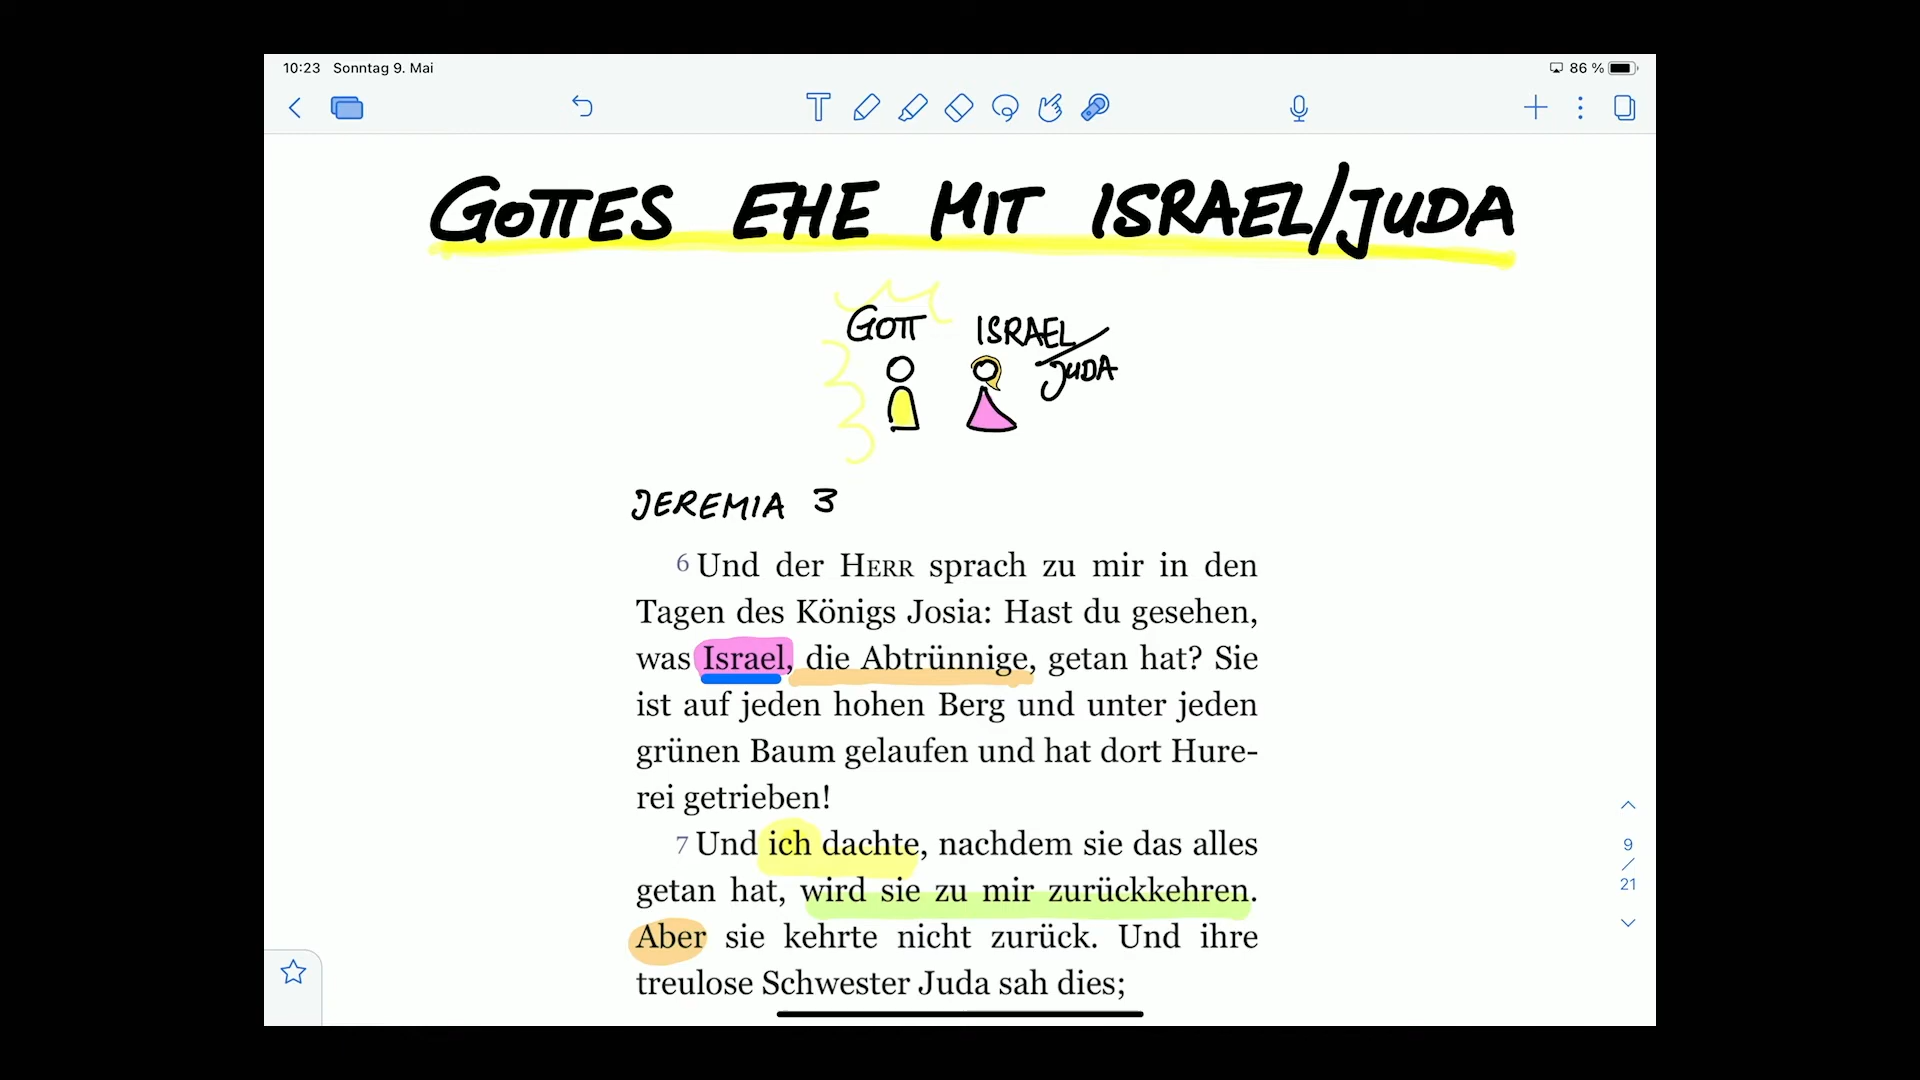 10:23 Sonntag 9. Mai
86 %
GOTTES EHE MIT ISRAEL/JUDA
GOTT
ISRAEL/
JUDA
JEREMIA 3
6 Und der HERR sprach zu mir in den
Tagen des Königs Josia: Hast du gesehen,
was Israel, die Abtrünnige, getan hat? Sie
ist auf jeden hohen Berg und unter jeden
grünen Baum gelaufen und hat dort Hure-
rei getrieben!
7 Und ich dachte, nachdem sie das alles
getan hat, wird sie zu mir zurückkehren.
Aber sie kehrte nicht zurück. Und ihre
treulose Schwester Juda sah dies;
9
/
21